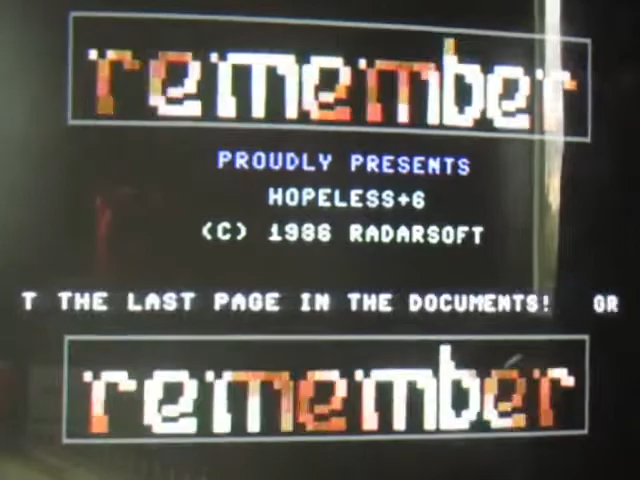 remember
PROUDLY PRESENTS
HOPELESS+6
(C) 1986 RADARSOFT
T THE LAST PAGE IN THE DOCUMENTS! OR
remember